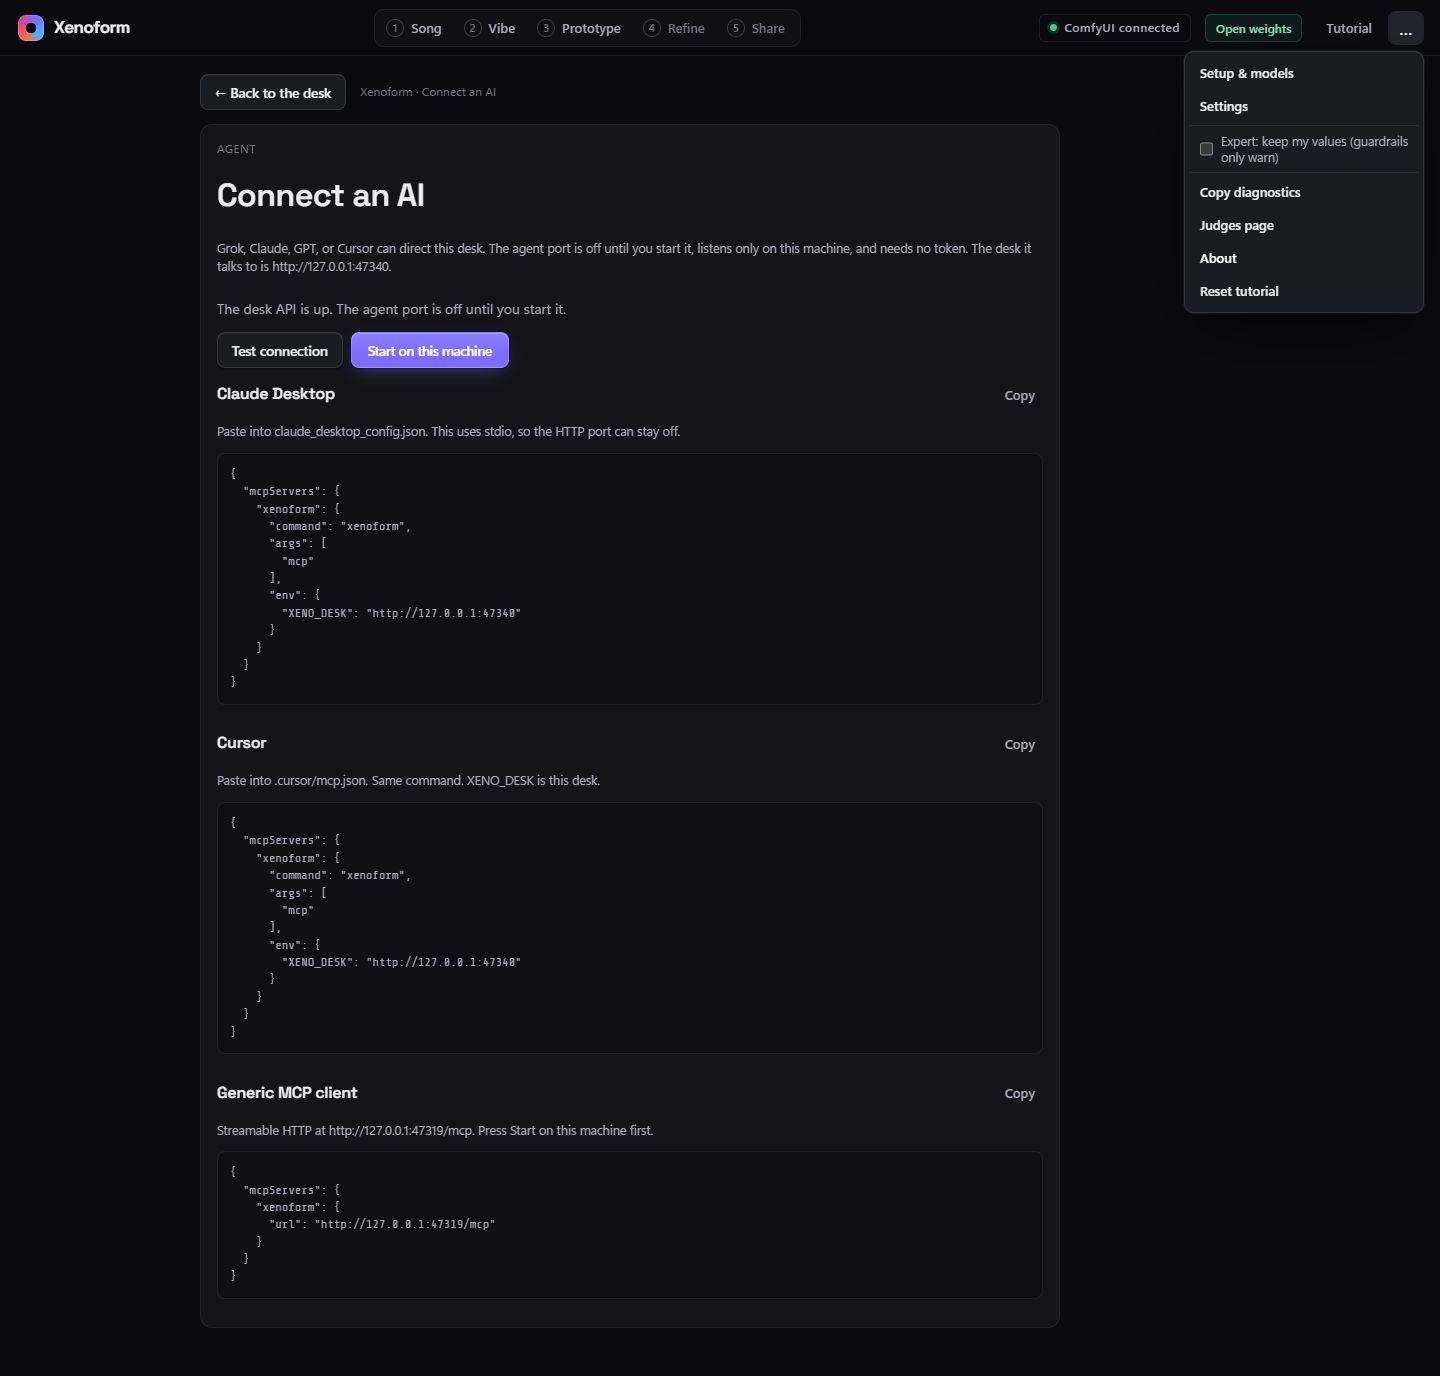 Xenoform
1 Song 2 Vibe 3 Prototype 4 Refine 5 Share
ComfyUI connected
Open weights
Tutorial
...
Setup & models
Settings
Expert: keep my values (guardrails
only warn)
Copy diagnostics
Judges page
About
Reset tutorial
← Back to the desk
Xenoform · Connect an AI
AGENT
Connect an AI
Grok, Claude, GPT, or Cursor can direct this desk. The agent port is off until you start it, listens only on this machine, and needs no token. The desk it
talks to is http://127.0.0.1:47340.
The desk API is up. The agent port is off until you start it.
Test connection
Start on this machine
Claude Desktop
Copy
Paste into claude_desktop_config.json. This uses stdio, so the HTTP port can stay off.
{
  "mcpServers": {
    "xenoform": {
      "command": "xenoform",
      "args": [
        "mcp"
      ],
      "env": {
        "XENO_DESK": "http://127.0.0.1:47340"
      }
    }
  }
}
Cursor
Copy
Paste into .cursor/mcp.json. Same command. XENO_DESK is this desk.
{
  "mcpServers": {
    "xenoform": {
      "command": "xenoform",
      "args": [
        "mcp"
      ],
      "env": {
        "XENO_DESK": "http://127.0.0.1:47340"
      }
    }
  }
}
Generic MCP client
Copy
Streamable HTTP at http://127.0.0.1:47319/mcp. Press Start on this machine first.
{
  "mcpServers": {
    "xenoform": {
      "url": "http://127.0.0.1:47319/mcp"
    }
  }
}